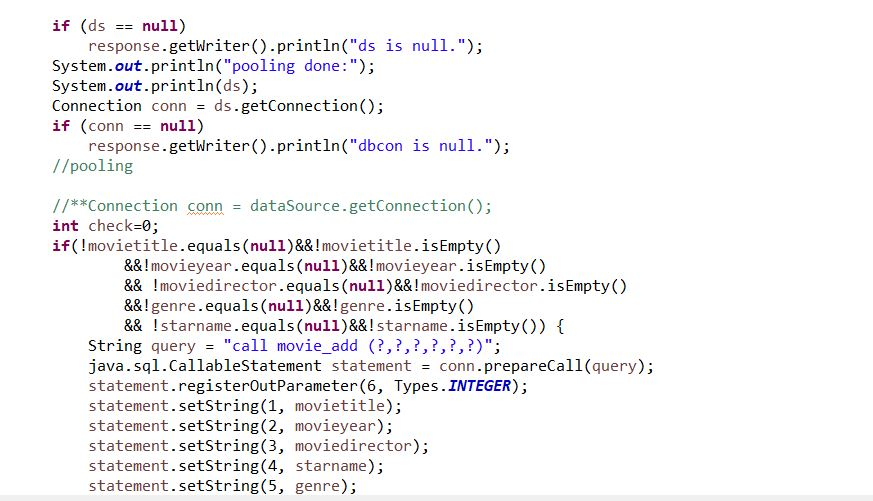 if (ds == null)
response.getWriter().println("ds is null.");
System.out.println("pooling done:");
System.out.println(ds);
Connection conn = ds.getConnection();
if (conn == null)
response.getWriter().println("dbcon is null.");
//pooling
//**Connection conn = dataSource.getConnection();
int check=0;
if(!movietitle.equals(null)&&!movietitle.isEmpty()
&&!movieyear.equals(null)&&!movieyear.isEmpty()
&& !moviedirector.equals(null)&&!moviedirector.isEmpty()
&&!genre.equals(null)&&!genre.isEmpty()
&& !starname.equals(null)&&!starname.isEmpty()) {
String query = "call movie_add (?,?,?,?,?,?)";
java.sql.CallableStatement statement = conn.prepareCall(query);
statement.registerOutParameter(6, Types.INTEGER);
statement.setString(1, movietitle);
statement.setString(2, movieyear);
statement.setString(3, moviedirector);
statement.setString(4, starname);
statement.setString(5, genre);